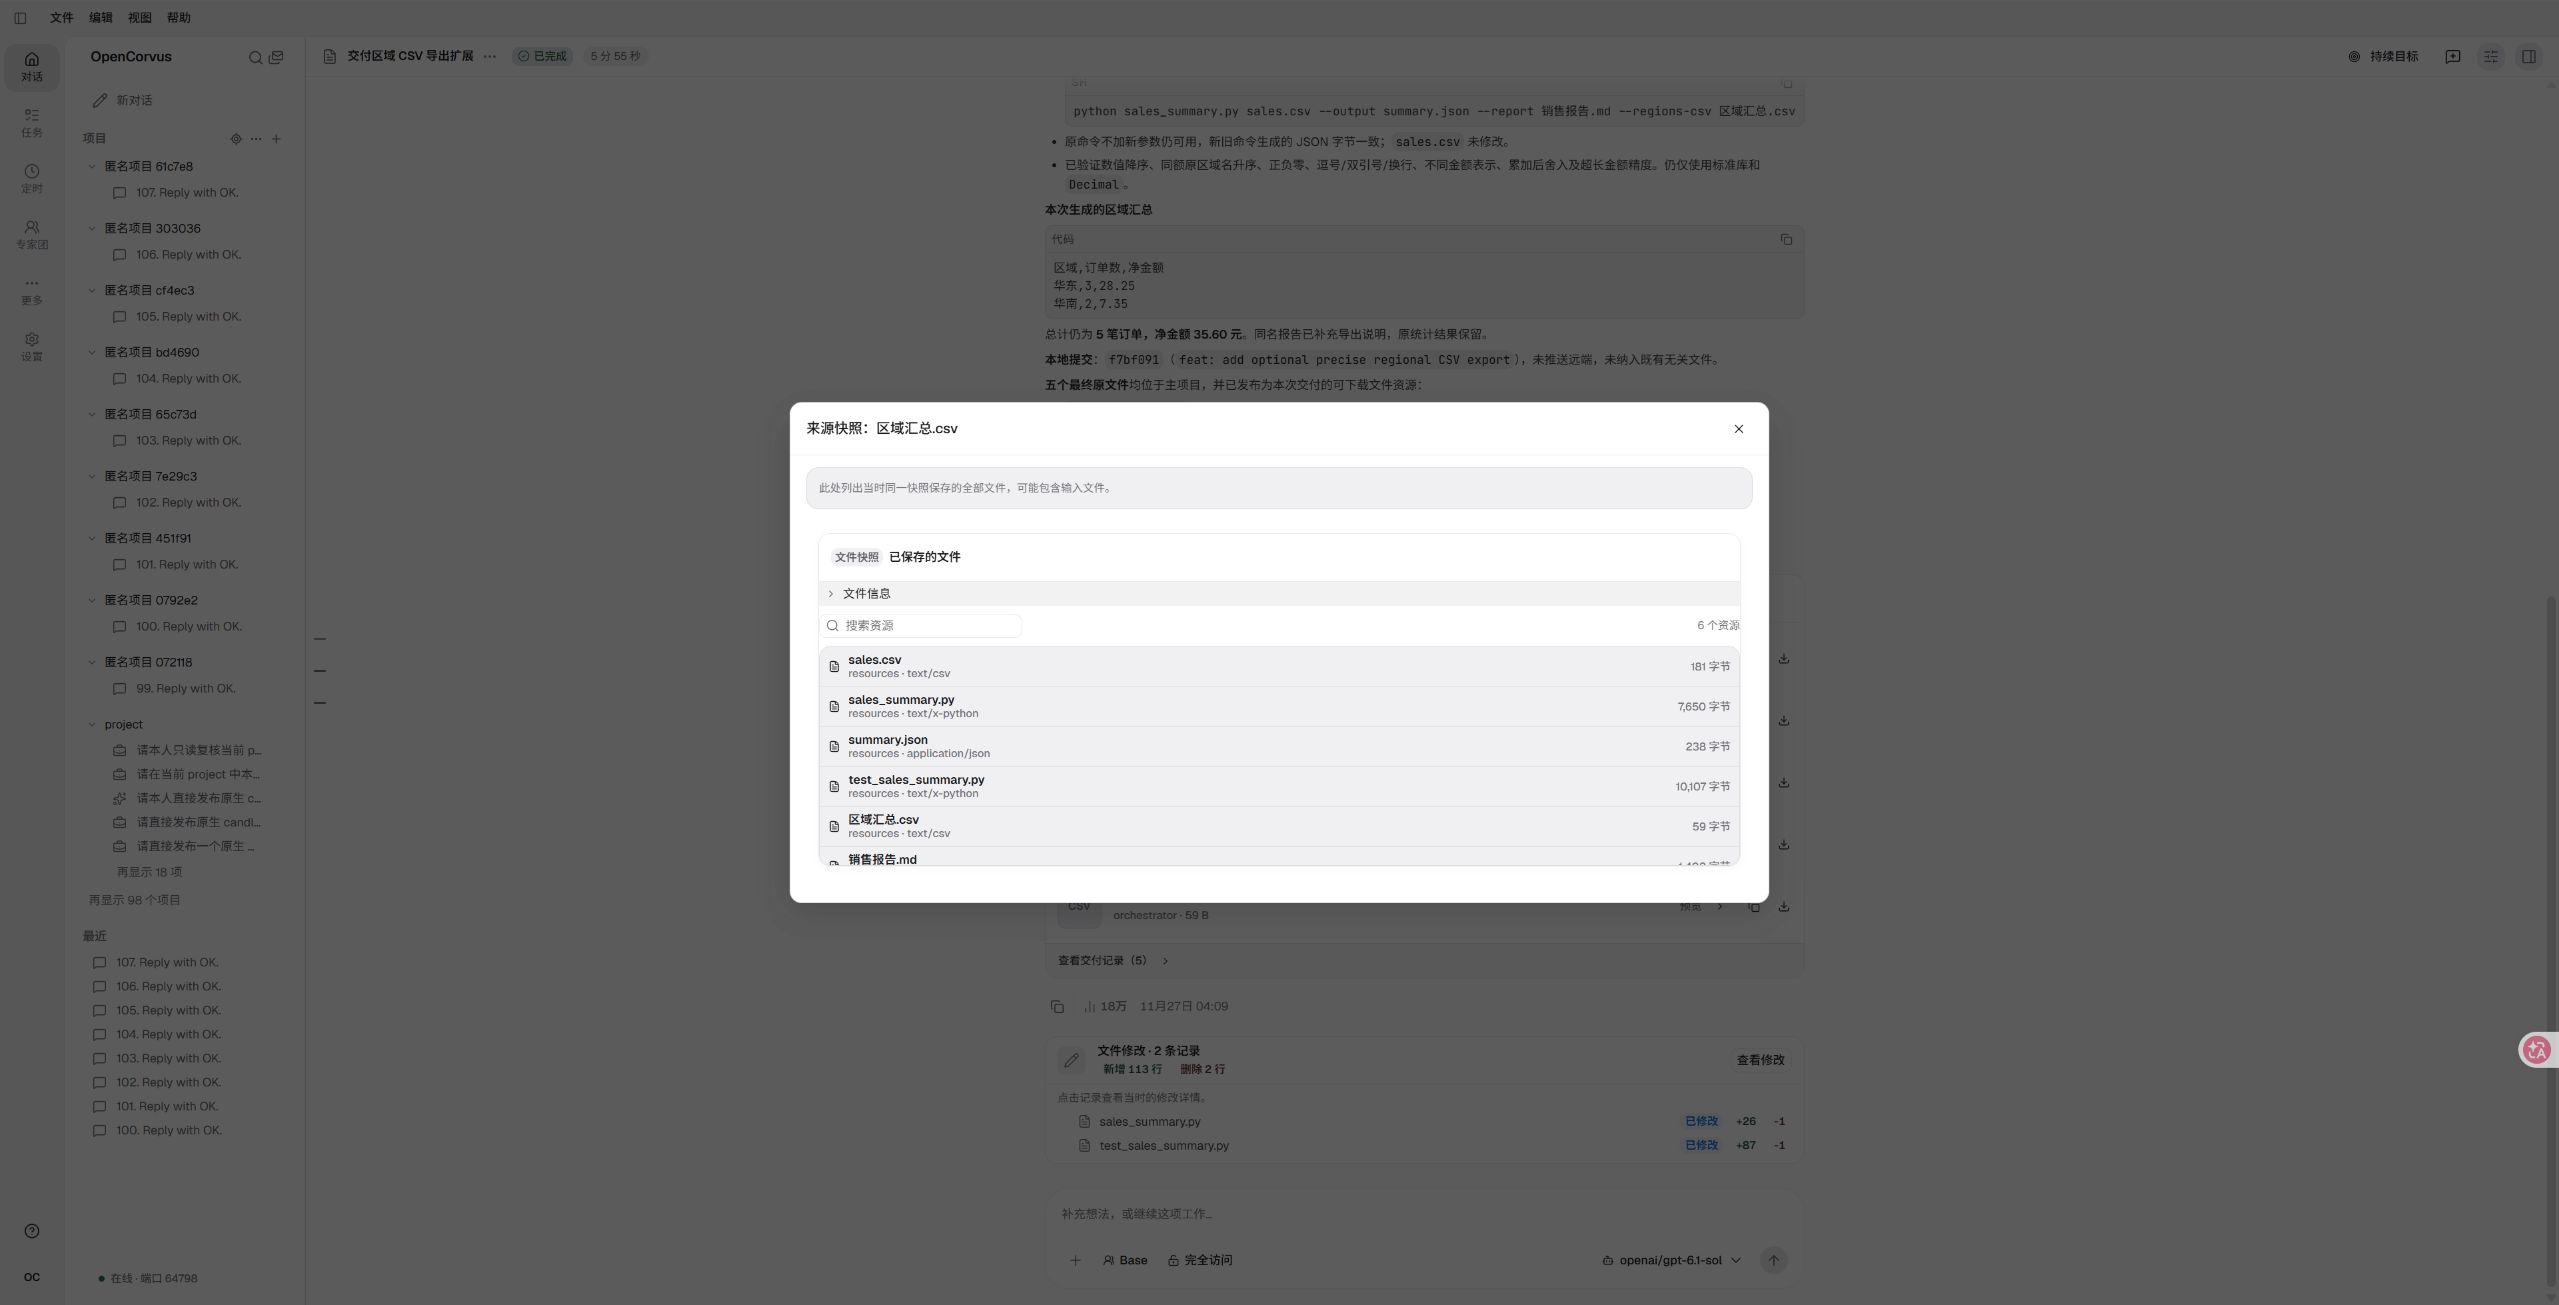 文件 编辑 视图 帮助
对话
任务
定时
专家团
更多
设置
OC
OpenCorvus
新对话
项目
匿名项目 61c7e8
107. Reply with OK.
匿名项目 303036
106. Reply with OK.
匿名项目 cf4ec3
105. Reply with OK.
匿名项目 bd4690
104. Reply with OK.
匿名项目 65c73d
103. Reply with OK.
匿名项目 7e29c3
102. Reply with OK.
匿名项目 451f91
101. Reply with OK.
匿名项目 0792e2
100. Reply with OK.
匿名项目 072118
99. Reply with OK.
project
请本人只读复核当前 p...
请在当前 project 中本...
请本人直接发布原生 c...
请直接发布原生 candi...
请直接发布一个原生 ...
再显示 18 项
再显示 98 个项目
最近
107. Reply with OK.
106. Reply with OK.
105. Reply with OK.
104. Reply with OK.
103. Reply with OK.
102. Reply with OK.
101. Reply with OK.
100. Reply with OK.
在线 · 端口 64798
交付区域 CSV 导出扩展 ··· 已完成 5 分 55 秒
持续目标
SH
python sales_summary.py sales.csv --output summary.json --report 销售报告.md --regions-csv 区域汇总.csv
• 原命令不加新参数仍可用，新旧命令生成的 JSON 字节一致；sales.csv 未修改。
• 已验证数值降序、同额原区域名升序、正负零、逗号/双引号/换行、不同金额表示、累加后舍入及超长金额精度。仍仅使用标准库和
Decimal。
本次生成的区域汇总
代码
区域,订单数,净金额
华东,3,28.25
华南,2,7.35
总计仍为 5 笔订单，净金额 35.60 元。同名报告已补充导出说明，原统计结果保留。
本地提交： f7bf091 （ feat: add optional precise regional CSV export ），未推送远端，未纳入既有无关文件。
五个最终原文件均位于主项目，并已发布为本次交付的可下载文件资源：
来源快照：区域汇总.csv
此处列出当时同一快照保存的全部文件，可能包含输入文件。
文件快照 已保存的文件
文件信息
搜索资源
6 个资源
sales.csv
resources · text/csv
181 字节
sales_summary.py
resources · text/x-python
7,650 字节
summary.json
resources · application/json
238 字节
test_sales_summary.py
resources · text/x-python
10,107 字节
区域汇总.csv
resources · text/csv
59 字节
销售报告.md
字节
CSV
orchestrator · 59 B
预览
查看交付记录（5）
18万 11月27日 04:09
文件修改 · 2 条记录
新增 113 行 删除 2 行
查看修改
点击记录查看当时的修改详情。
sales_summary.py 已修改 +26 -1
test_sales_summary.py 已修改 +87 -1
补充想法，或继续这项工作...
Base 完全访问 openai/gpt-6.1-sol